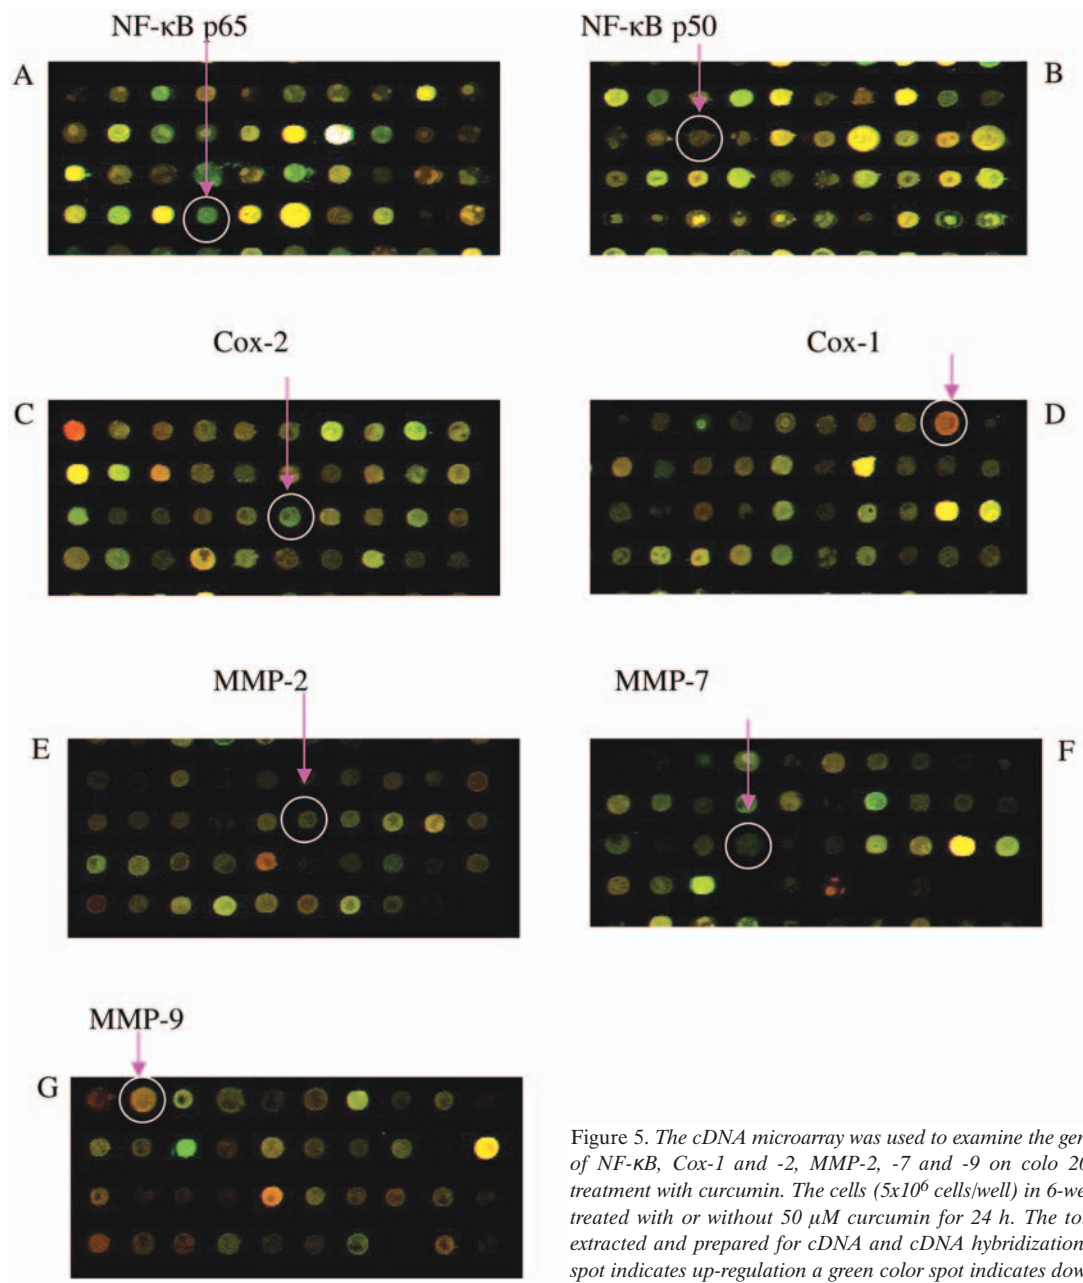 NF-κB p65
NF-κB p50
A
B
Cox-2
Cox-1
C
D
MMP-2
MMP-7
E
F
MMP-9
G
Figure 5. The cDNA microarray was used to examine the gen
of NF-κB, Cox-1 and -2, MMP-2, -7 and -9 on colo 20
treatment with curcumin. The cells (5x10⁶ cells/well) in 6-we
treated with or without 50 μM curcumin for 24 h. The to
extracted and prepared for cDNA and cDNA hybridization
spot indicates up-regulation a green color spot indicates dow